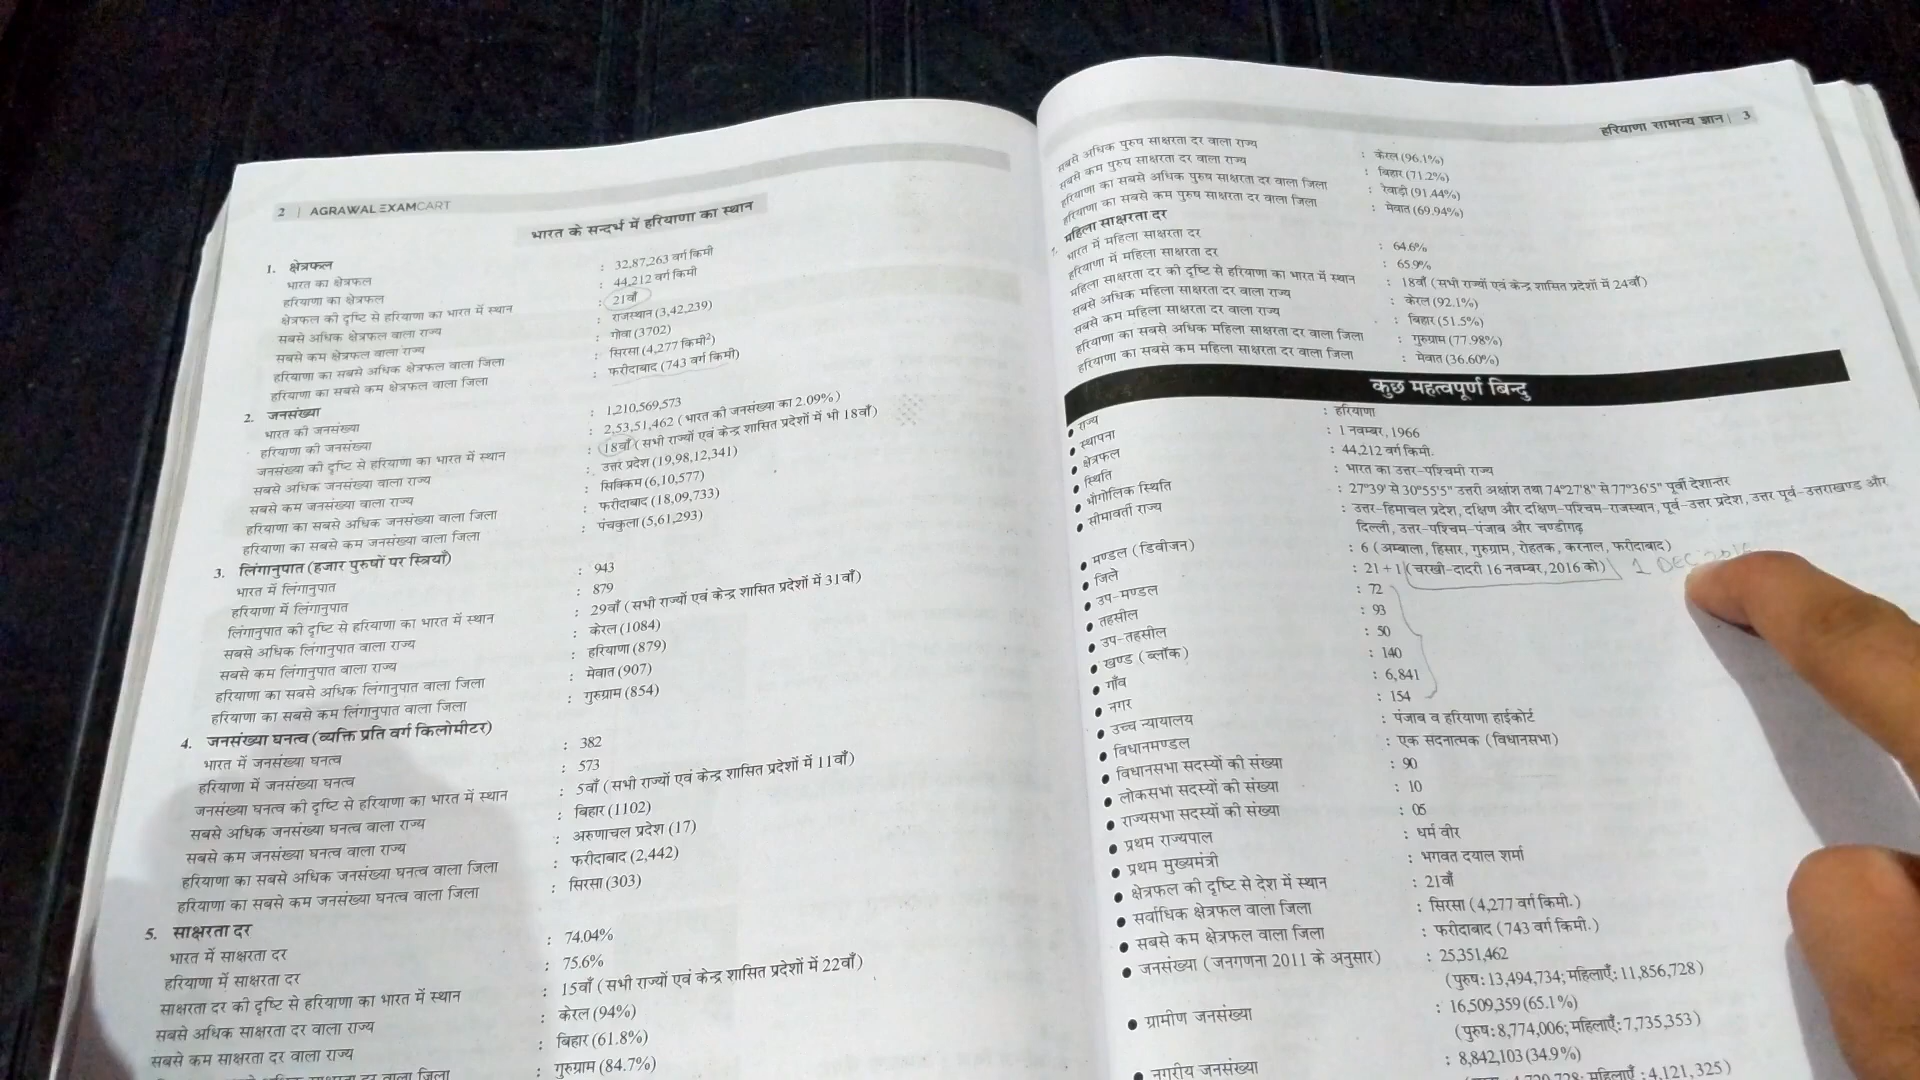 2 | AGRAWAL EXAMCART
भारत के सन्दर्भ में हरियाणा का स्थान
1. क्षेत्रफल
भारत का क्षेत्रफल : 32,87,263 वर्ग किमी
हरियाणा का क्षेत्रफल : 44,212 वर्ग किमी
क्षेत्रफल की दृष्टि से हरियाणा का भारत में स्थान : 21वाँ
सबसे अधिक क्षेत्रफल वाला राज्य : राजस्थान (3,42,239)
सबसे कम क्षेत्रफल वाला राज्य : गोवा (3702)
हरियाणा का सबसे अधिक क्षेत्रफल वाला जिला : सिरसा (4,277 किमी²)
हरियाणा का सबसे कम क्षेत्रफल वाला जिला : फरीदाबाद (743 वर्ग किमी)
2. जनसंख्या
भारत की जनसंख्या : 1,210,569,573
हरियाणा की जनसंख्या : 2,53,51,462 (भारत की जनसंख्या का 2.09%)
जनसंख्या की दृष्टि से हरियाणा का भारत में स्थान : 18वाँ (सभी राज्यों एवं केन्द्र शासित प्रदेशों में भी 18वाँ)
सबसे अधिक जनसंख्या वाला राज्य : उत्तर प्रदेश (19,98,12,341)
सबसे कम जनसंख्या वाला राज्य : सिक्किम (6,10,577)
हरियाणा का सबसे अधिक जनसंख्या वाला जिला : फरीदाबाद (18,09,733)
हरियाणा का सबसे कम जनसंख्या वाला जिला : पंचकुला (5,61,293)
3. लिंगानुपात (हजार पुरुषों पर स्त्रियाँ)
भारत में लिंगानुपात : 943
हरियाणा में लिंगानुपात : 879
लिंगानुपात की दृष्टि से हरियाणा का भारत में स्थान : 29वाँ (सभी राज्यों एवं केन्द्र शासित प्रदेशों में 31वाँ)
सबसे अधिक लिंगानुपात वाला राज्य : केरल (1084)
सबसे कम लिंगानुपात वाला राज्य : हरियाणा (879)
हरियाणा का सबसे अधिक लिंगानुपात वाला जिला : मेवात (907)
हरियाणा का सबसे कम लिंगानुपात वाला जिला : गुरुग्राम (854)
4. जनसंख्या घनत्व (व्यक्ति प्रति वर्ग किलोमीटर)
भारत में जनसंख्या घनत्व : 382
हरियाणा में जनसंख्या घनत्व : 573
जनसंख्या घनत्व की दृष्टि से हरियाणा का भारत में स्थान : 5वाँ (सभी राज्यों एवं केन्द्र शासित प्रदेशों में 11वाँ)
सबसे अधिक जनसंख्या घनत्व वाला राज्य : बिहार (1102)
सबसे कम जनसंख्या घनत्व वाला राज्य : अरुणाचल प्रदेश (17)
हरियाणा का सबसे अधिक जनसंख्या घनत्व वाला जिला : फरीदाबाद (2,442)
हरियाणा का सबसे कम जनसंख्या घनत्व वाला जिला : सिरसा (303)
5. साक्षरता दर
भारत में साक्षरता दर : 74.04%
हरियाणा में साक्षरता दर : 75.6%
साक्षरता दर की दृष्टि से हरियाणा का भारत में स्थान : 15वाँ (सभी राज्यों एवं केन्द्र शासित प्रदेशों में 22वाँ)
सबसे अधिक साक्षरता दर वाला राज्य : केरल (94%)
सबसे कम साक्षरता दर वाला राज्य : बिहार (61.8%)
साक्षरता दर वाला जिला : गुरुग्राम (84.7%)
हरियाणा सामान्य ज्ञान | 3
सबसे अधिक पुरुष साक्षरता दर वाला राज्य : केरल (96.1%)
सबसे कम पुरुष साक्षरता दर वाला राज्य : बिहार (71.2%)
हरियाणा का सबसे अधिक पुरुष साक्षरता दर वाला जिला : रेवाड़ी (91.44%)
हरियाणा का सबसे कम पुरुष साक्षरता दर वाला जिला : मेवात (69.94%)
महिला साक्षरता दर
भारत में महिला साक्षरता दर : 64.6%
हरियाणा में महिला साक्षरता दर : 65.9%
महिला साक्षरता दर की दृष्टि से हरियाणा का भारत में स्थान : 18वाँ (सभी राज्यों एवं केन्द्र शासित प्रदेशों में 24वाँ)
सबसे अधिक महिला साक्षरता दर वाला राज्य : केरल (92.1%)
सबसे कम महिला साक्षरता दर वाला राज्य : बिहार (51.5%)
हरियाणा का सबसे अधिक महिला साक्षरता दर वाला जिला : गुरुग्राम (77.98%)
हरियाणा का सबसे कम महिला साक्षरता दर वाला जिला : मेवात (36.60%)
कुछ महत्वपूर्ण बिन्दु
● राज्य : हरियाणा
● स्थापना : 1 नवम्बर, 1966
● क्षेत्रफल : 44,212 वर्ग किमी.
● स्थिति : भारत का उत्तर-पश्चिमी राज्य
● भौगोलिक स्थिति : 27°39' से 30°55'5" उत्तरी अक्षांश तथा 74°27'8" से 77°36'5" पूर्वी देशान्तर
● सीमावर्ती राज्य : उत्तर-हिमाचल प्रदेश, दक्षिण और दक्षिण-पश्चिम-राजस्थान, पूर्व-उत्तर प्रदेश, उत्तर पूर्व-उत्तराखण्ड और
दिल्ली, उत्तर-पश्चिम-पंजाब और चण्डीगढ़
● मण्डल (डिवीजन) : 6 (अम्बाला, हिसार, गुरुग्राम, रोहतक, करनाल, फरीदाबाद)
● जिले : 21 + 1 (चरखी-दादरी 16 नवम्बर, 2016 को) 1 DEC
● उप-मण्डल : 72
● तहसील : 93
● उप-तहसील : 50
● खण्ड (ब्लॉक) : 140
● गाँव : 6,841
● नगर : 154
● उच्च न्यायालय : पंजाब व हरियाणा हाईकोर्ट
● विधानमण्डल : एक सदनात्मक (विधानसभा)
● विधानसभा सदस्यों की संख्या : 90
● लोकसभा सदस्यों की संख्या : 10
● राज्यसभा सदस्यों की संख्या : 05
● प्रथम राज्यपाल : धर्म वीर
● प्रथम मुख्यमंत्री : भगवत दयाल शर्मा
● क्षेत्रफल की दृष्टि से देश में स्थान : 21वाँ
● सर्वाधिक क्षेत्रफल वाला जिला : सिरसा (4,277 वर्ग किमी.)
● सबसे कम क्षेत्रफल वाला जिला : फरीदाबाद (743 वर्ग किमी.)
● जनसंख्या (जनगणना 2011 के अनुसार) : 25,351,462
(पुरुष: 13,494,734; महिलाएँ: 11,856,728)
● ग्रामीण जनसंख्या : 16,509,359 (65.1%)
(पुरुष: 8,774,006; महिलाएँ: 7,735,353)
● नगरीय जनसंख्या : 8,842,103 (34.9%)
महिलाएँ : 4,121,325)